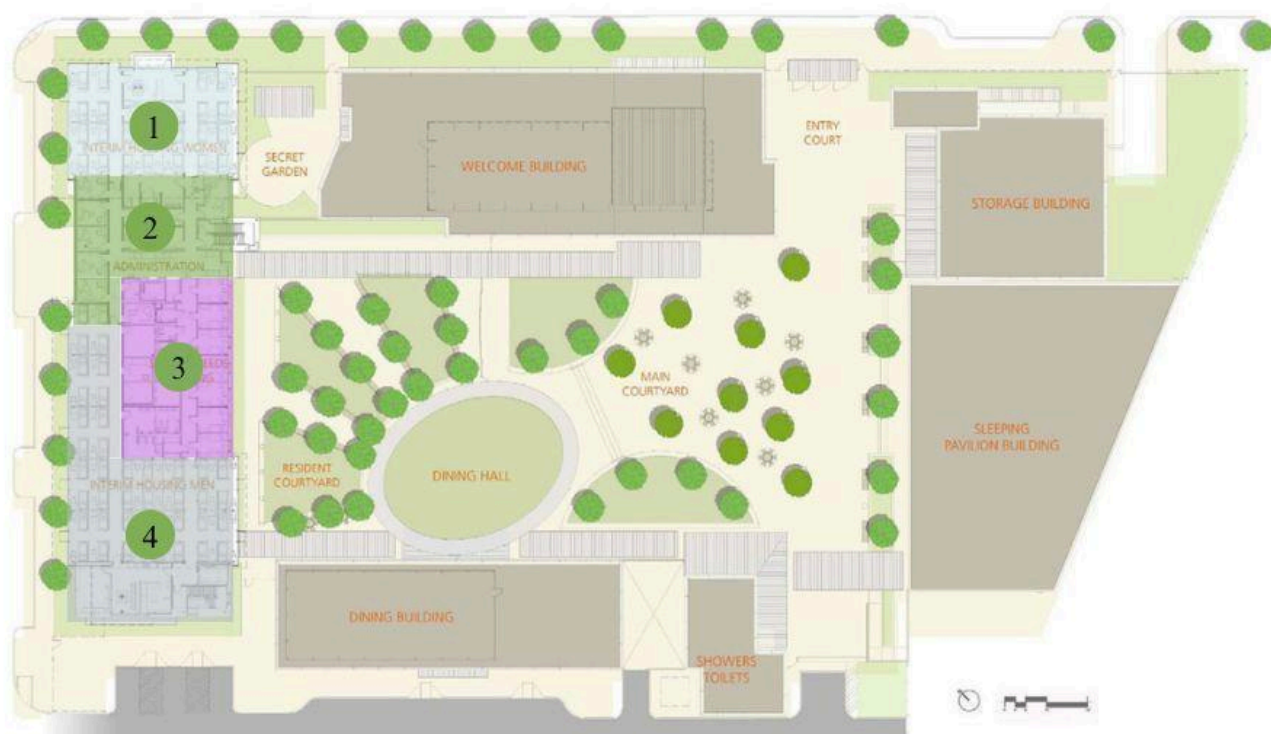 1
INTERIM HOUSING WOMEN
2
ADMINISTRATION
3
4
INTERIM HOUSING MEN
SECRET
GARDEN
WELCOME BUILDING
ENTRY
COURT
STORAGE BUILDING
MAIN
COURTYARD
SLEEPING
PAVILION BUILDING
RESIDENT
COURTYARD
DINING HALL
DINING BUILDING
SHOWERS
TOILETS